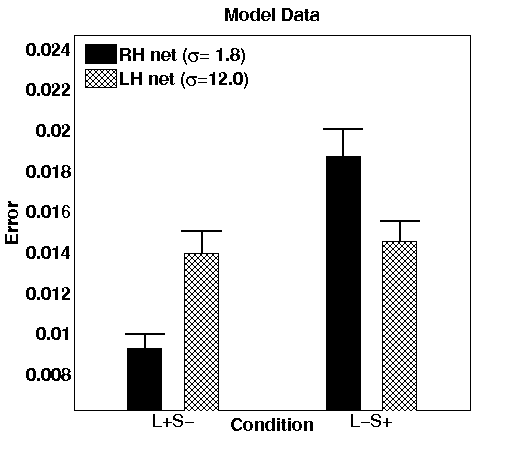 Model Data
0.024
0.022
0.02
0.018
0.016
0.014
0.012
0.01
0.008
Error
RH net (σ= 1.8)
LH net (σ=12.0)
L+S−
L−S+
Condition